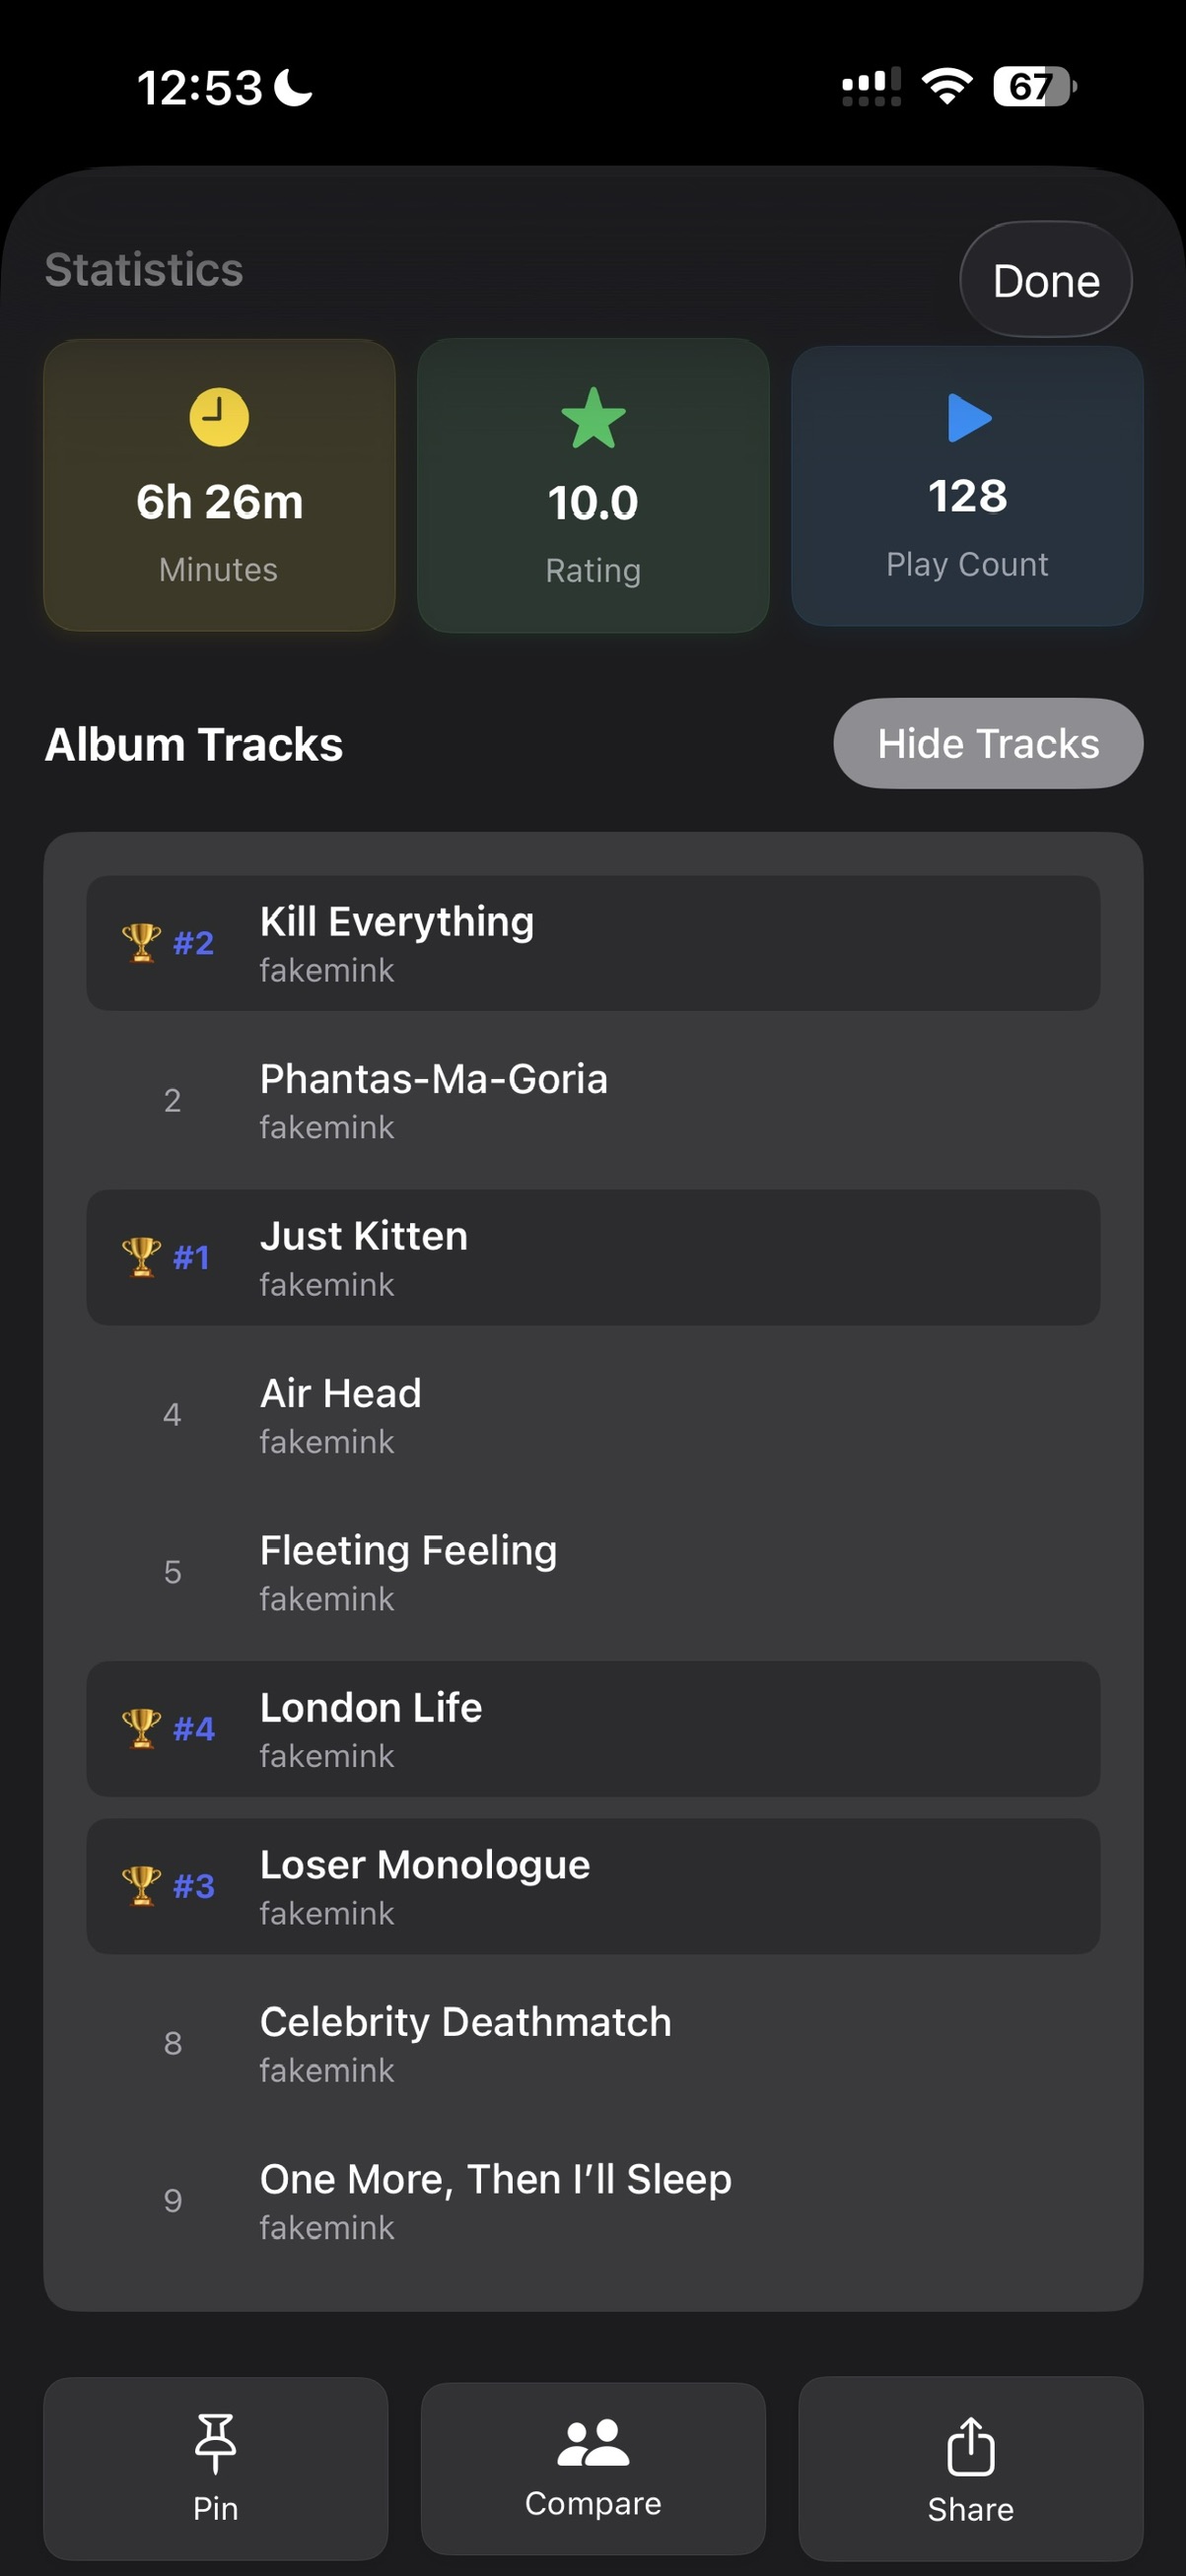 12:53
67
Statistics
Done
6h 26m
Minutes
10.0
Rating
128
Play Count
Album Tracks
Hide Tracks
#2
Kill Everything
fakemink
2
Phantas-Ma-Goria
fakemink
#1
Just Kitten
fakemink
4
Air Head
fakemink
5
Fleeting Feeling
fakemink
#4
London Life
fakemink
#3
Loser Monologue
fakemink
8
Celebrity Deathmatch
fakemink
9
One More, Then I’ll Sleep
fakemink
Pin
Compare
Share